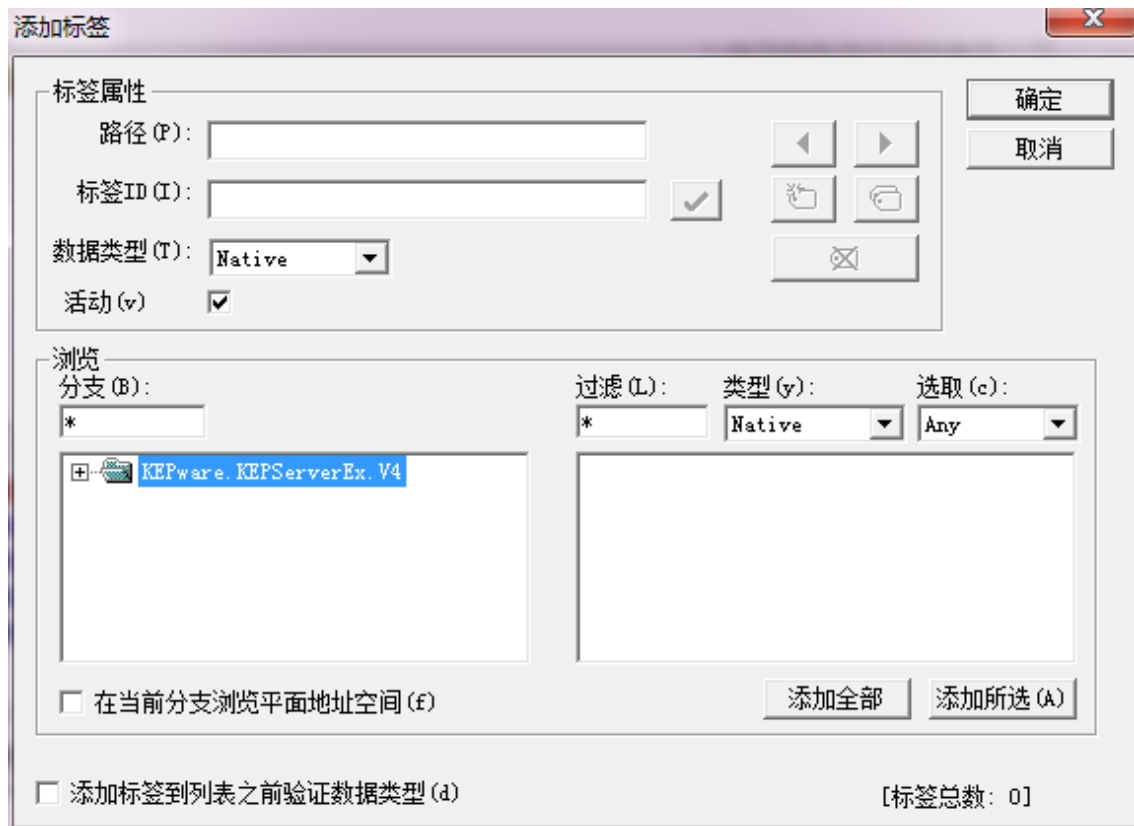 添加标签
标签属性
路径(P):
标签ID(I):
数据类型(T): Native
活动(v)
确定
取消
浏览
分支(B):
*
过滤(L): 类型(y): 选取(c):
* Native Any
KEPware.KEPServerEx.V4
在当前分支浏览平面地址空间(f)
添加全部 添加所选(A)
添加标签到列表之前验证数据类型(d)
[标签总数: 0]